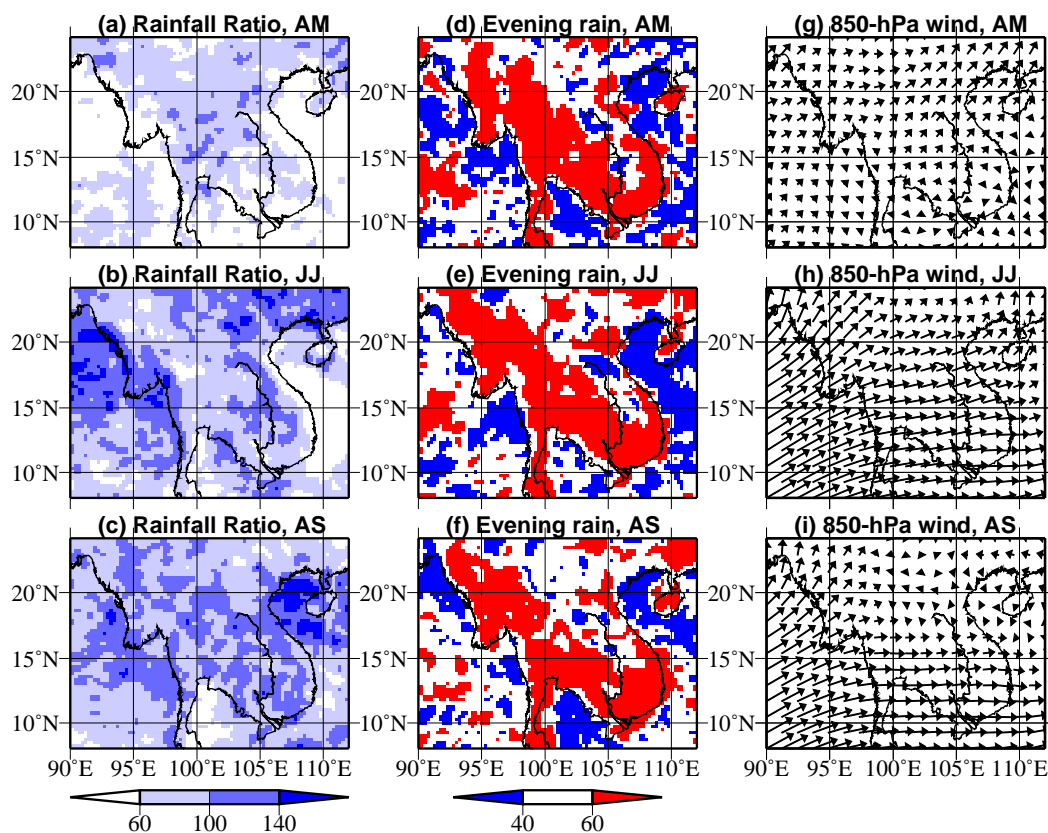 (a) Rainfall Ratio, AM (d) Evening rain, AM (g) 850-hPa wind, AM
20˚N 20˚N 20˚N
15˚N 15˚N 15˚N
10˚N 10˚N 10˚N
(b) Rainfall Ratio, JJ (e) Evening rain, JJ (h) 850-hPa wind, JJ
20˚N 20˚N 20˚N
15˚N 15˚N 15˚N
10˚N 10˚N 10˚N
(c) Rainfall Ratio, AS (f) Evening rain, AS (i) 850-hPa wind, AS
20˚N 20˚N 20˚N
15˚N 15˚N 15˚N
10˚N 10˚N 10˚N
90˚E 95˚E 100˚E 105˚E 110˚E 90˚E 95˚E 100˚E 105˚E 110˚E 90˚E 95˚E 100˚E 105˚E 110˚E
60 100 140 40 60